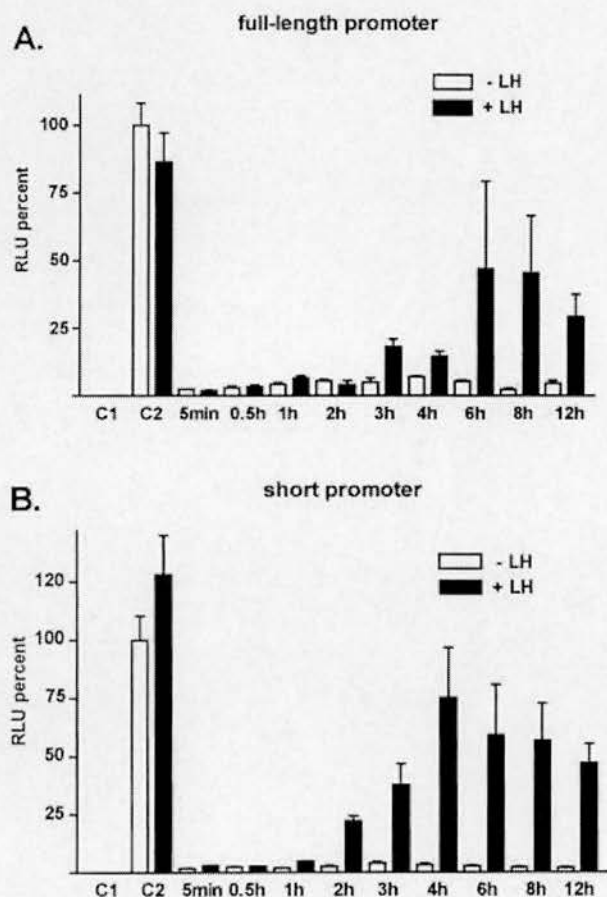 A.
full-length promoter
- LH
+ LH
RLU percent
100
75
50
25
C1 C2 5min 0.5h 1h 2h 3h 4h 6h 8h 12h
B.
short promoter
- LH
+ LH
RLU percent
120
100
75
50
25
C1 C2 5min 0.5h 1h 2h 3h 4h 6h 8h 12h